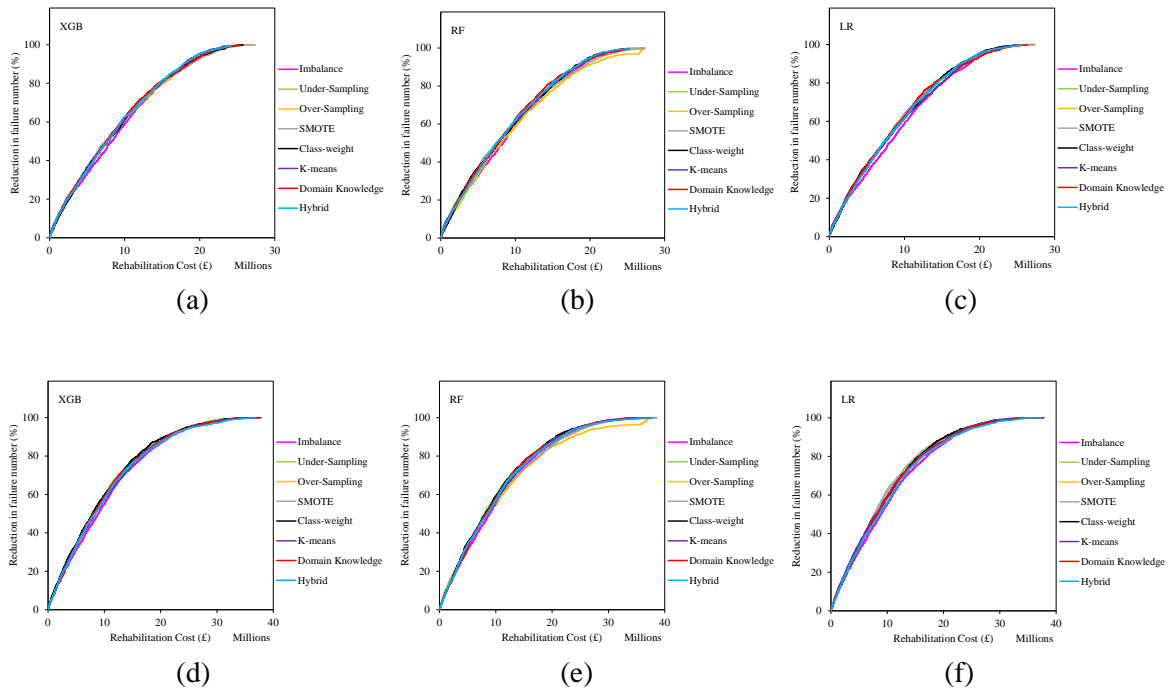 XGB
Reduction in failure number (%)
100
80
60
40
20
0
0 10 20 30
Rehabilitation Cost (£) Millions
Imbalance
Under-Sampling
Over-Sampling
SMOTE
Class-weight
K-means
Domain Knowledge
Hybrid
(a)
RF
Reduction in failure number (%)
100
80
60
40
20
0
0 10 20 30
Rehabilitation Cost (£) Millions
Imbalance
Under-Sampling
Over-Sampling
SMOTE
Class-weight
K-means
Domain Knowledge
Hybrid
(b)
LR
Reduction in failure number (%)
100
80
60
40
20
0
0 10 20 30
Rehabilitation Cost (£) Millions
Imbalance
Under-Sampling
Over-Sampling
SMOTE
Class-weight
K-means
Domain Knowledge
Hybrid
(c)
XGB
Reduction in failure number (%)
100
80
60
40
20
0
0 10 20 30 40
Rehabilitation Cost (£) Millions
Imbalance
Under-Sampling
Over-Sampling
SMOTE
Class-weight
K-means
Domain Knowledge
Hybrid
(d)
RF
Reduction in failure number (%)
100
80
60
40
20
0
0 10 20 30 40
Rehabilitation Cost (£) Millions
Imbalance
Under-Sampling
Over-Sampling
SMOTE
Class-weight
K-means
Domain Knowledge
Hybrid
(e)
LR
Reduction in failure number (%)
100
80
60
40
20
0
0 10 20 30 40
Rehabilitation Cost (£) Millions
Imbalance
Under-Sampling
Over-Sampling
SMOTE
Class-weight
K-means
Domain Knowledge
Hybrid
(f)